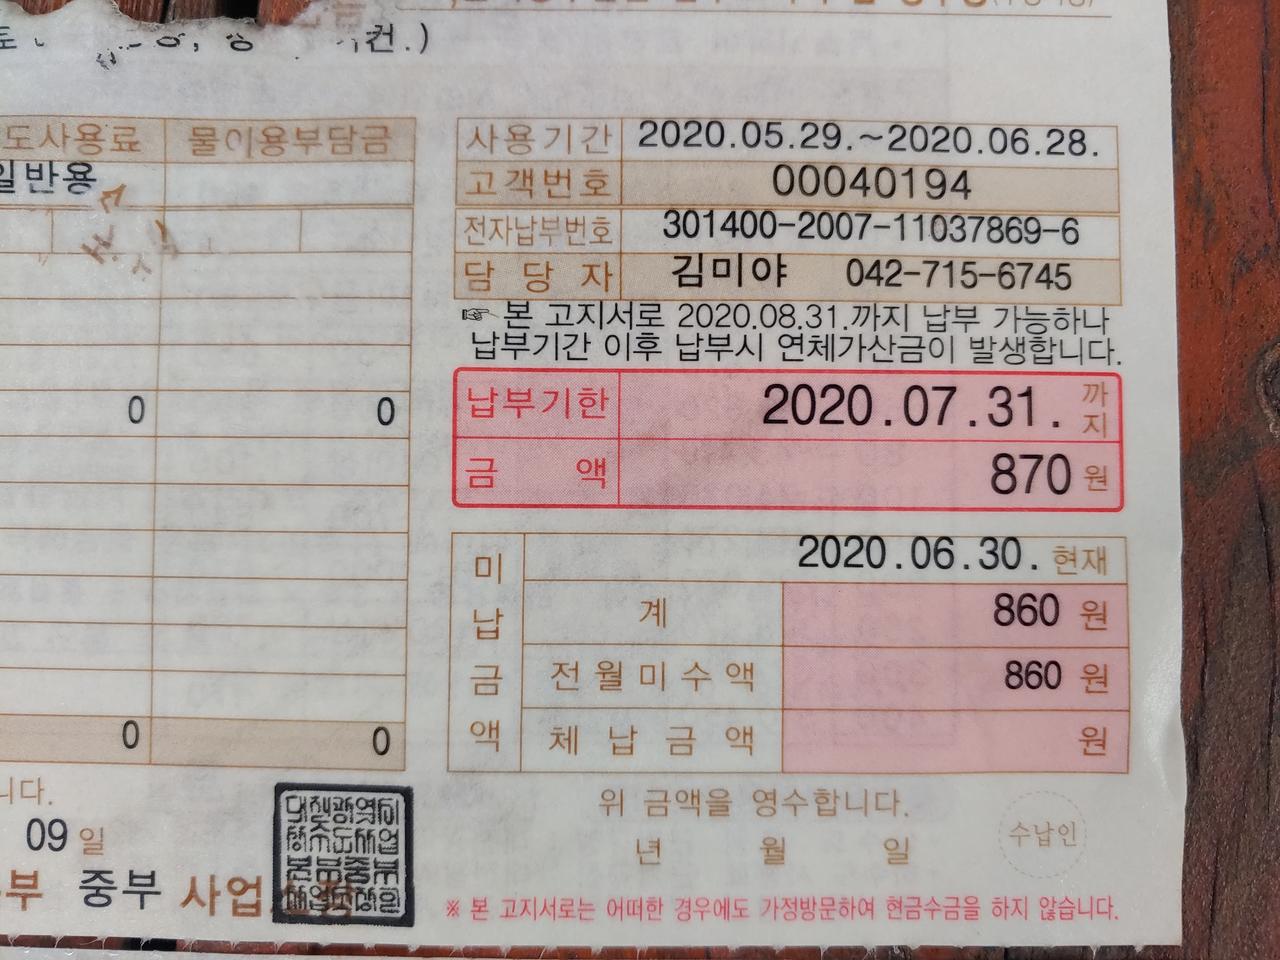 건.)
도사용료 물이용부담금
일반용
0 0
0 0
니다.
09 일
부 중부 사업
사용기간 2020.05.29.~2020.06.28.
고객번호 00040194
전자납부번호 301400-2007-11037869-6
담 당 자 김미야 042-715-6745
☞ 본 고지서로 2020.08.31.까지 납부 가능하나
납부기간 이후 납부시 연체가산금이 발생합니다.
납부기한 2020.07.31. 까지
금 액 870 원
미납금액
2020.06.30. 현재
계 860 원
전월미수액 860 원
체 납 금 액 원
위 금액을 영수합니다.
년 월 일
수납인
※ 본 고지서로는 어떠한 경우에도 가정방문하여 현금수금을 하지 않습니다.